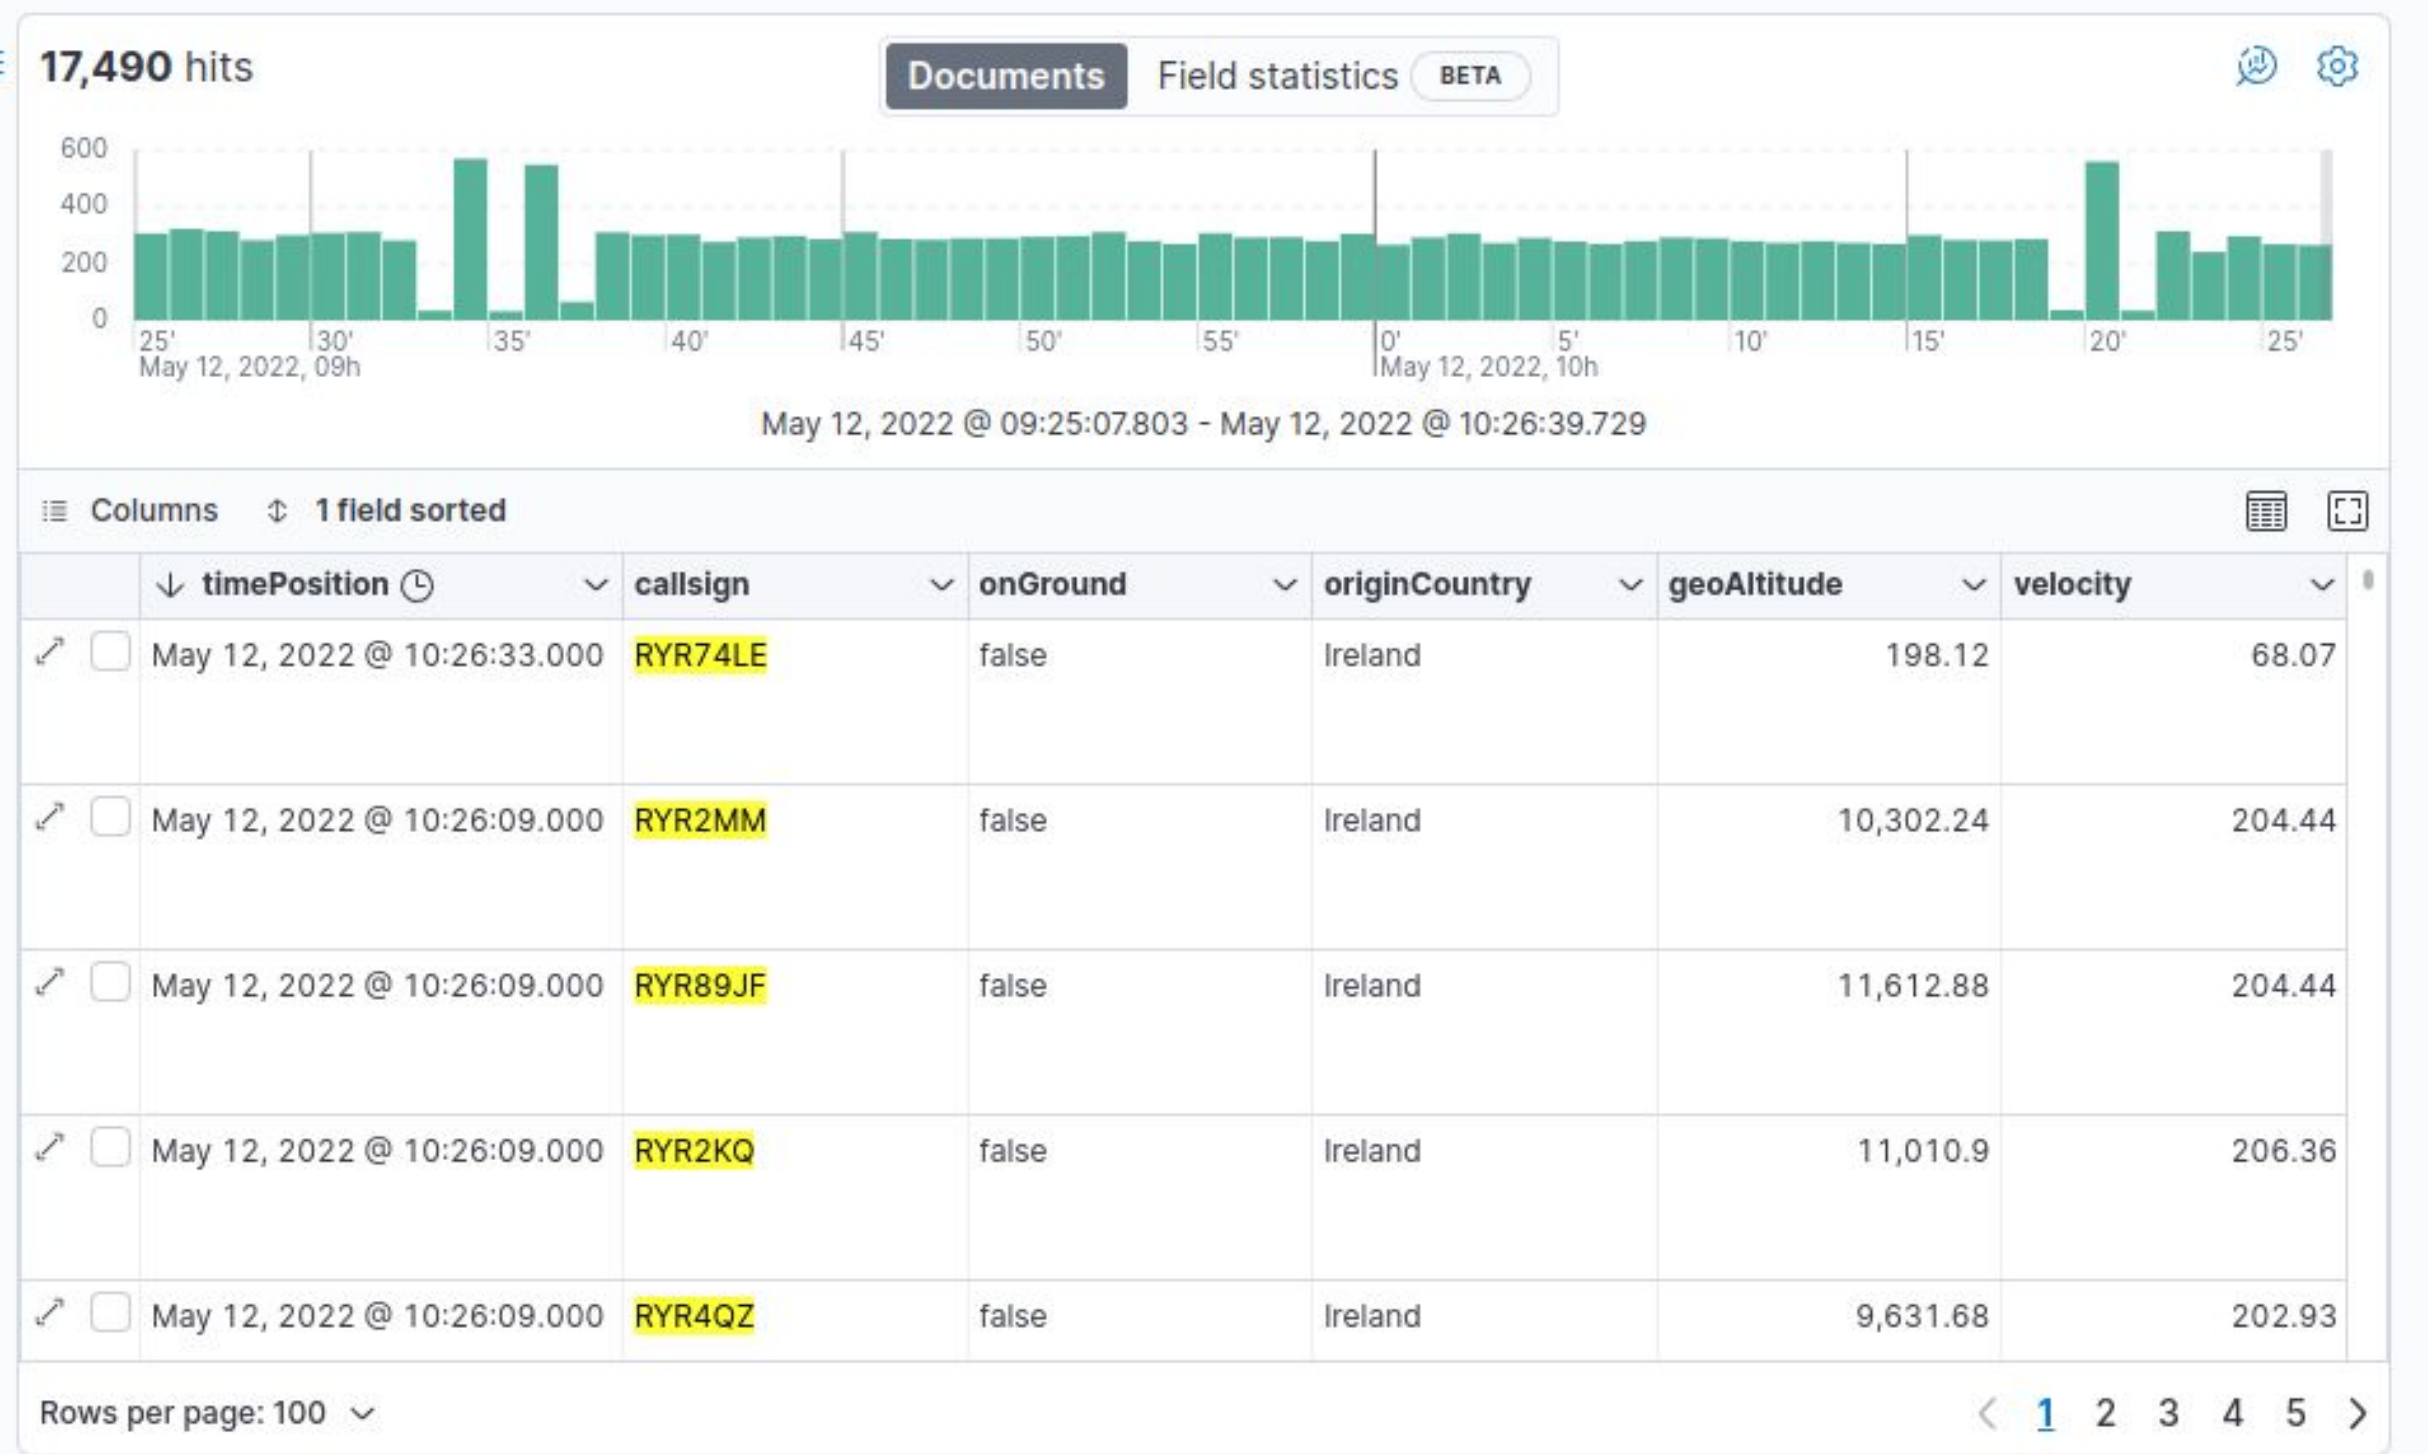 17,490 hits Documents Field statistics BETA
600
400
200
0
25' 30' 35' 40' 45' 50' 55' 0' 5' 10' 15' 20' 25'
May 12, 2022, 09h May 12, 2022, 10h
May 12, 2022 @ 09:25:07.803 - May 12, 2022 @ 10:26:39.729
Columns 1 field sorted
timePosition callsign onGround originCountry geoAltitude velocity
May 12, 2022 @ 10:26:33.000 RYR74LE false Ireland 198.12 68.07
May 12, 2022 @ 10:26:09.000 RYR2MM false Ireland 10,302.24 204.44
May 12, 2022 @ 10:26:09.000 RYR89JF false Ireland 11,612.88 204.44
May 12, 2022 @ 10:26:09.000 RYR2KQ false Ireland 11,010.9 206.36
May 12, 2022 @ 10:26:09.000 RYR4QZ false Ireland 9,631.68 202.93
Rows per page: 100 1 2 3 4 5